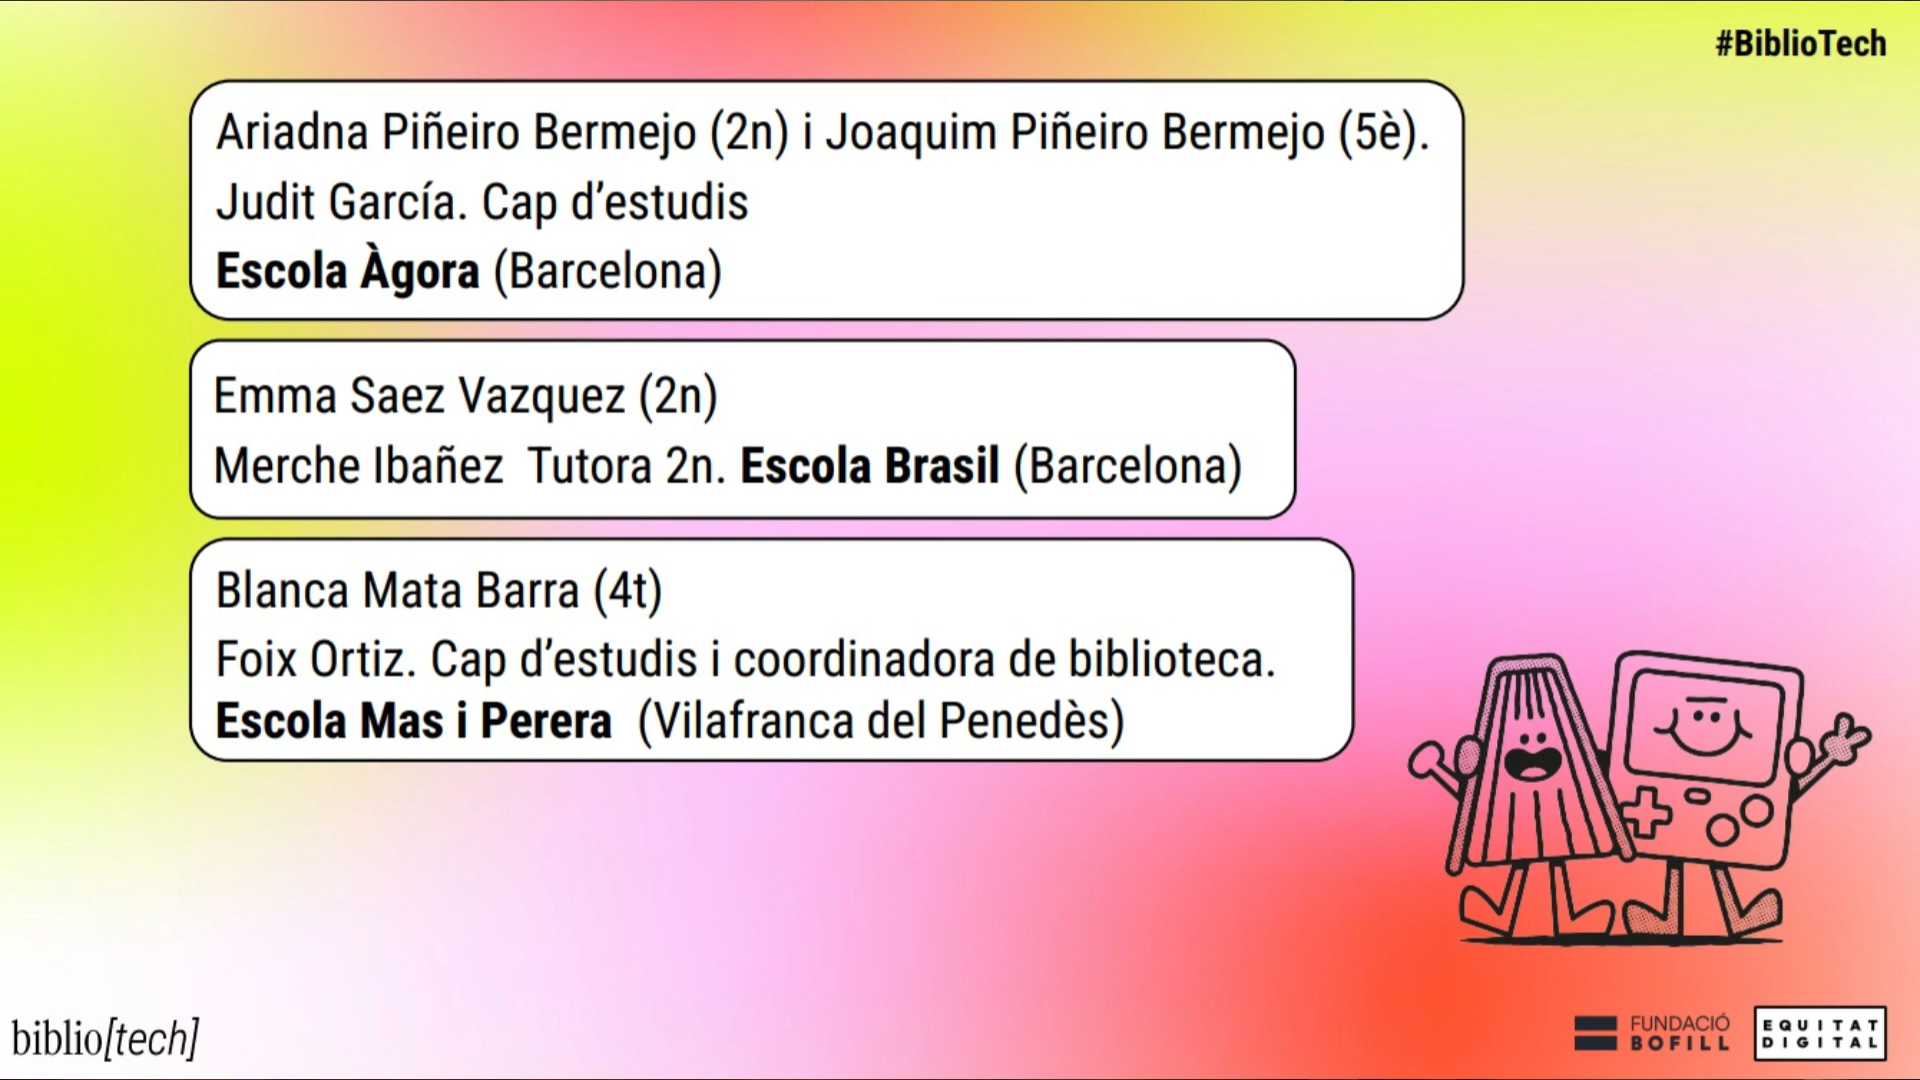 #BiblioTech
Ariadna Piñeiro Bermejo (2n) i Joaquim Piñeiro Bermejo (5è).
Judit García. Cap d’estudis
Escola Àgora (Barcelona)
Emma Saez Vazquez (2n)
Merche Ibañez  Tutora 2n. Escola Brasil (Barcelona)
Blanca Mata Barra (4t)
Foix Ortiz. Cap d’estudis i coordinadora de biblioteca.
Escola Mas i Perera  (Vilafranca del Penedès)
biblio[tech]
FUNDACIÓ
BOFILL
EQUITAT
DIGITAL